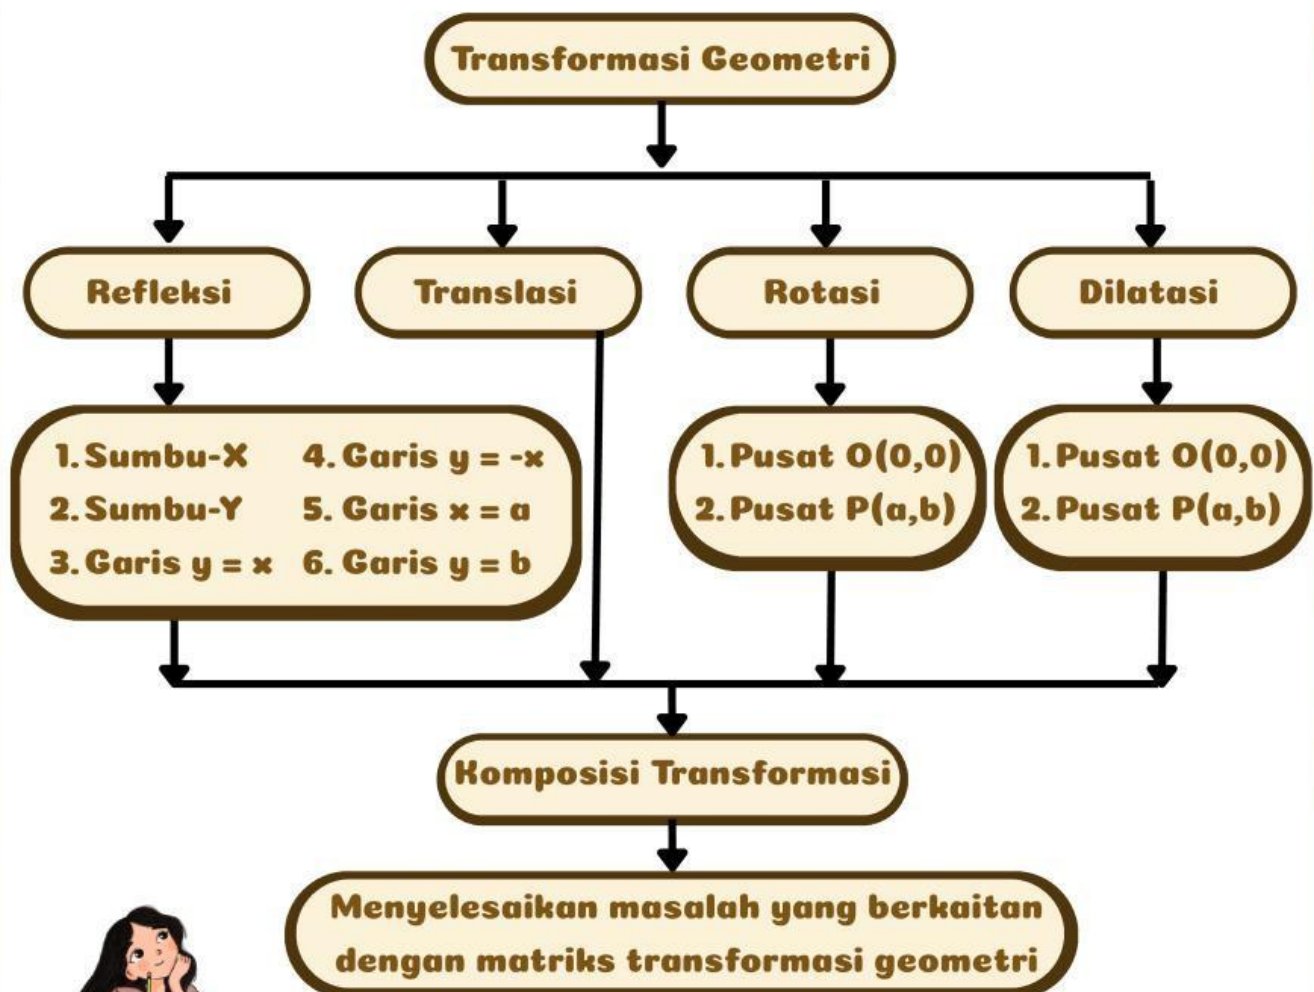 Transformasi Geometri
Refleksi
Translasi
Rotasi
Dilatasi
1. Sumbu-X
2. Sumbu-Y
3. Garis y = x
4. Garis y = -x
5. Garis x = a
6. Garis y = b
1. Pusat O(0,0)
2. Pusat P(a,b)
1. Pusat O(0,0)
2. Pusat P(a,b)
Komposisi Transformasi
Menyelesaikan masalah yang berkaitan
dengan matriks transformasi geometri